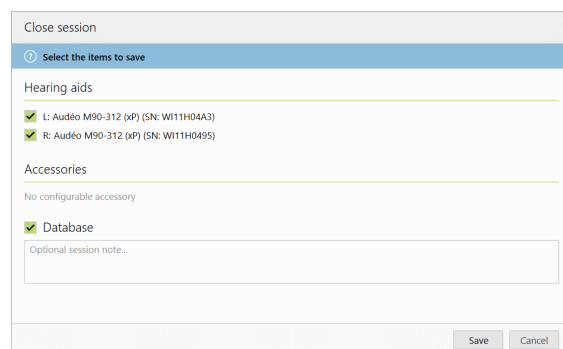 Close session
? Select the items to save
Hearing aids
L: Audéo M90-312 (xP) (SN: WI11H04A3)
R: Audéo M90-312 (xP) (SN: WI11H0495)
Accessories
No configurable accessory
Database
Optional session note...
Save Cancel